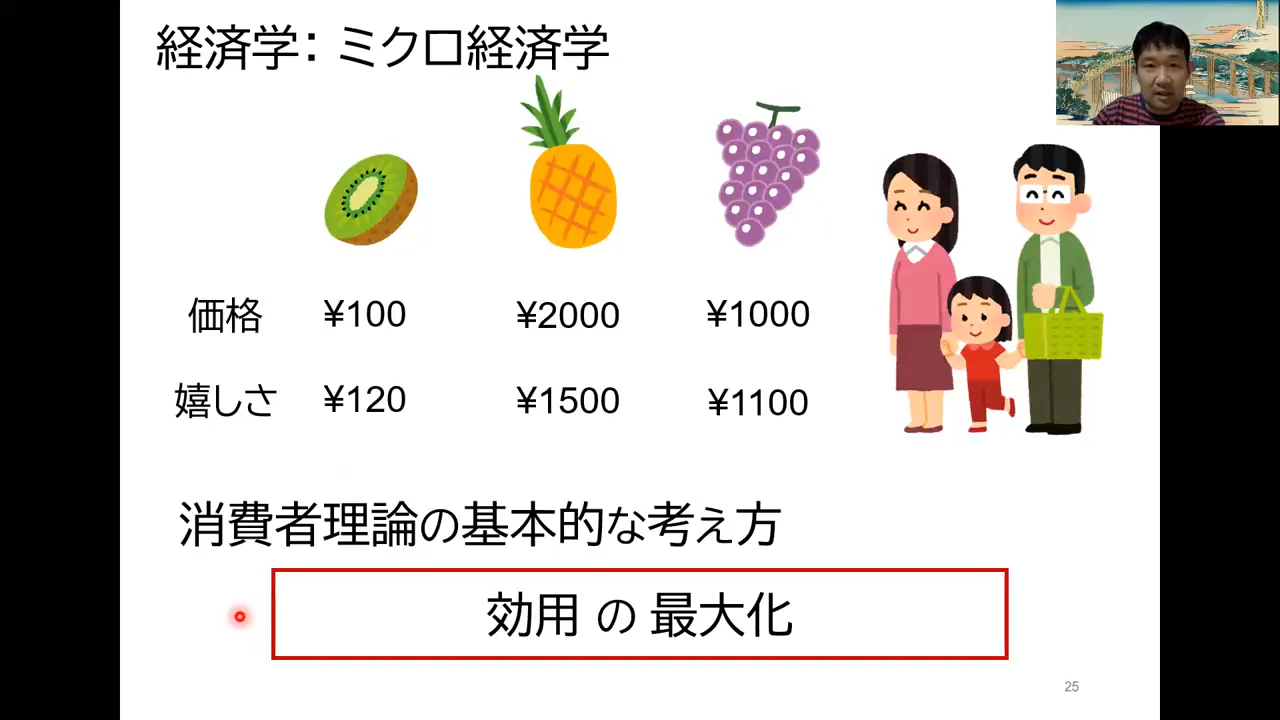 経済学: ミクロ経済学
価格 ¥100 ¥2000 ¥1000
嬉しさ ¥120 ¥1500 ¥1100
消費者理論の基本的な考え方
効用 の 最大化
25